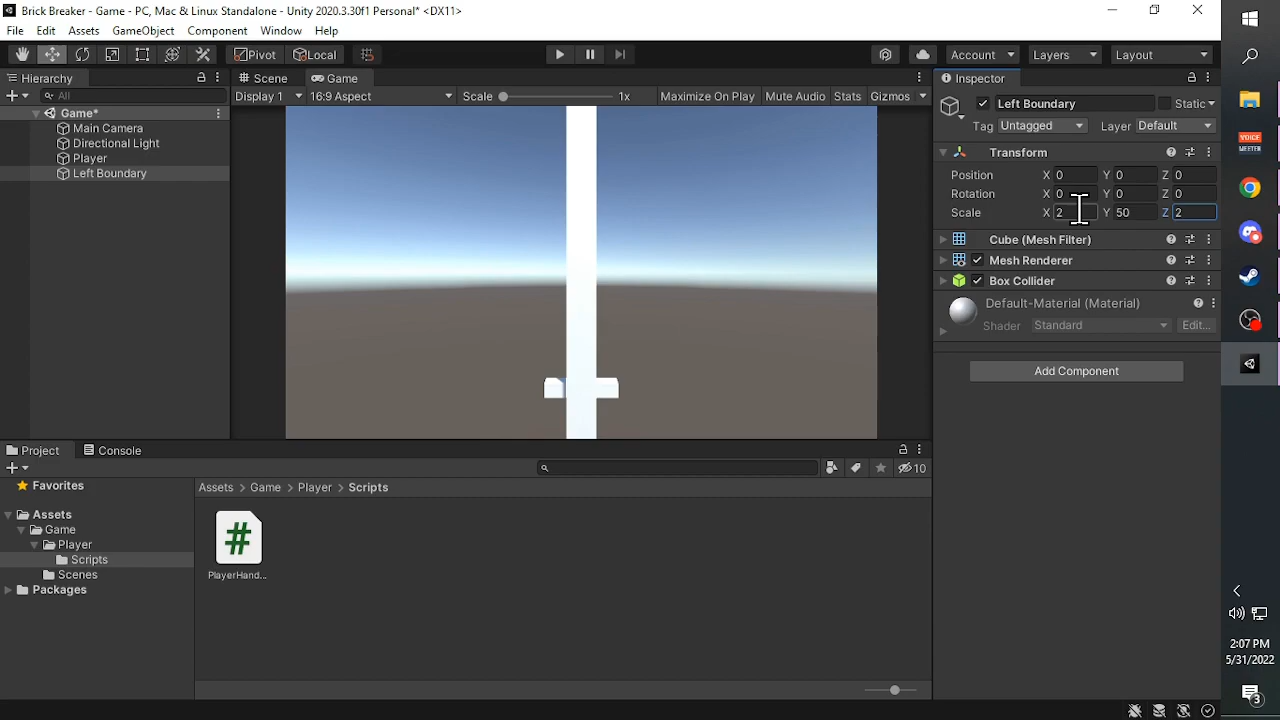 Brick Breaker - Game - PC, Mac & Linux Standalone - Unity 2020.3.30f1 Personal* <DX11>
File Edit Assets GameObject Component Window Help
Pivot Local Account Layers Layout
Hierarchy
All
Game*
Main Camera
Directional Light
Player
Left Boundary
Scene Game
Display 1 16:9 Aspect Scale 1x Maximize On Play Mute Audio Stats Gizmos
Inspector
Left Boundary Static
Tag Untagged Layer Default
Transform
Position X 0 Y 0 Z 0
Rotation X 0 Y 0 Z 0
Scale X 2 Y 50 Z 2
Cube (Mesh Filter)
Mesh Renderer
Box Collider
Default-Material (Material)
Shader Standard Edit...
Add Component
Project Console
10
Favorites
Assets
Game
Player
Scripts
Scenes
Packages
Assets > Game > Player > Scripts
#
PlayerHand...
VOICE
MEETER
2:07 PM
5/31/2022
3